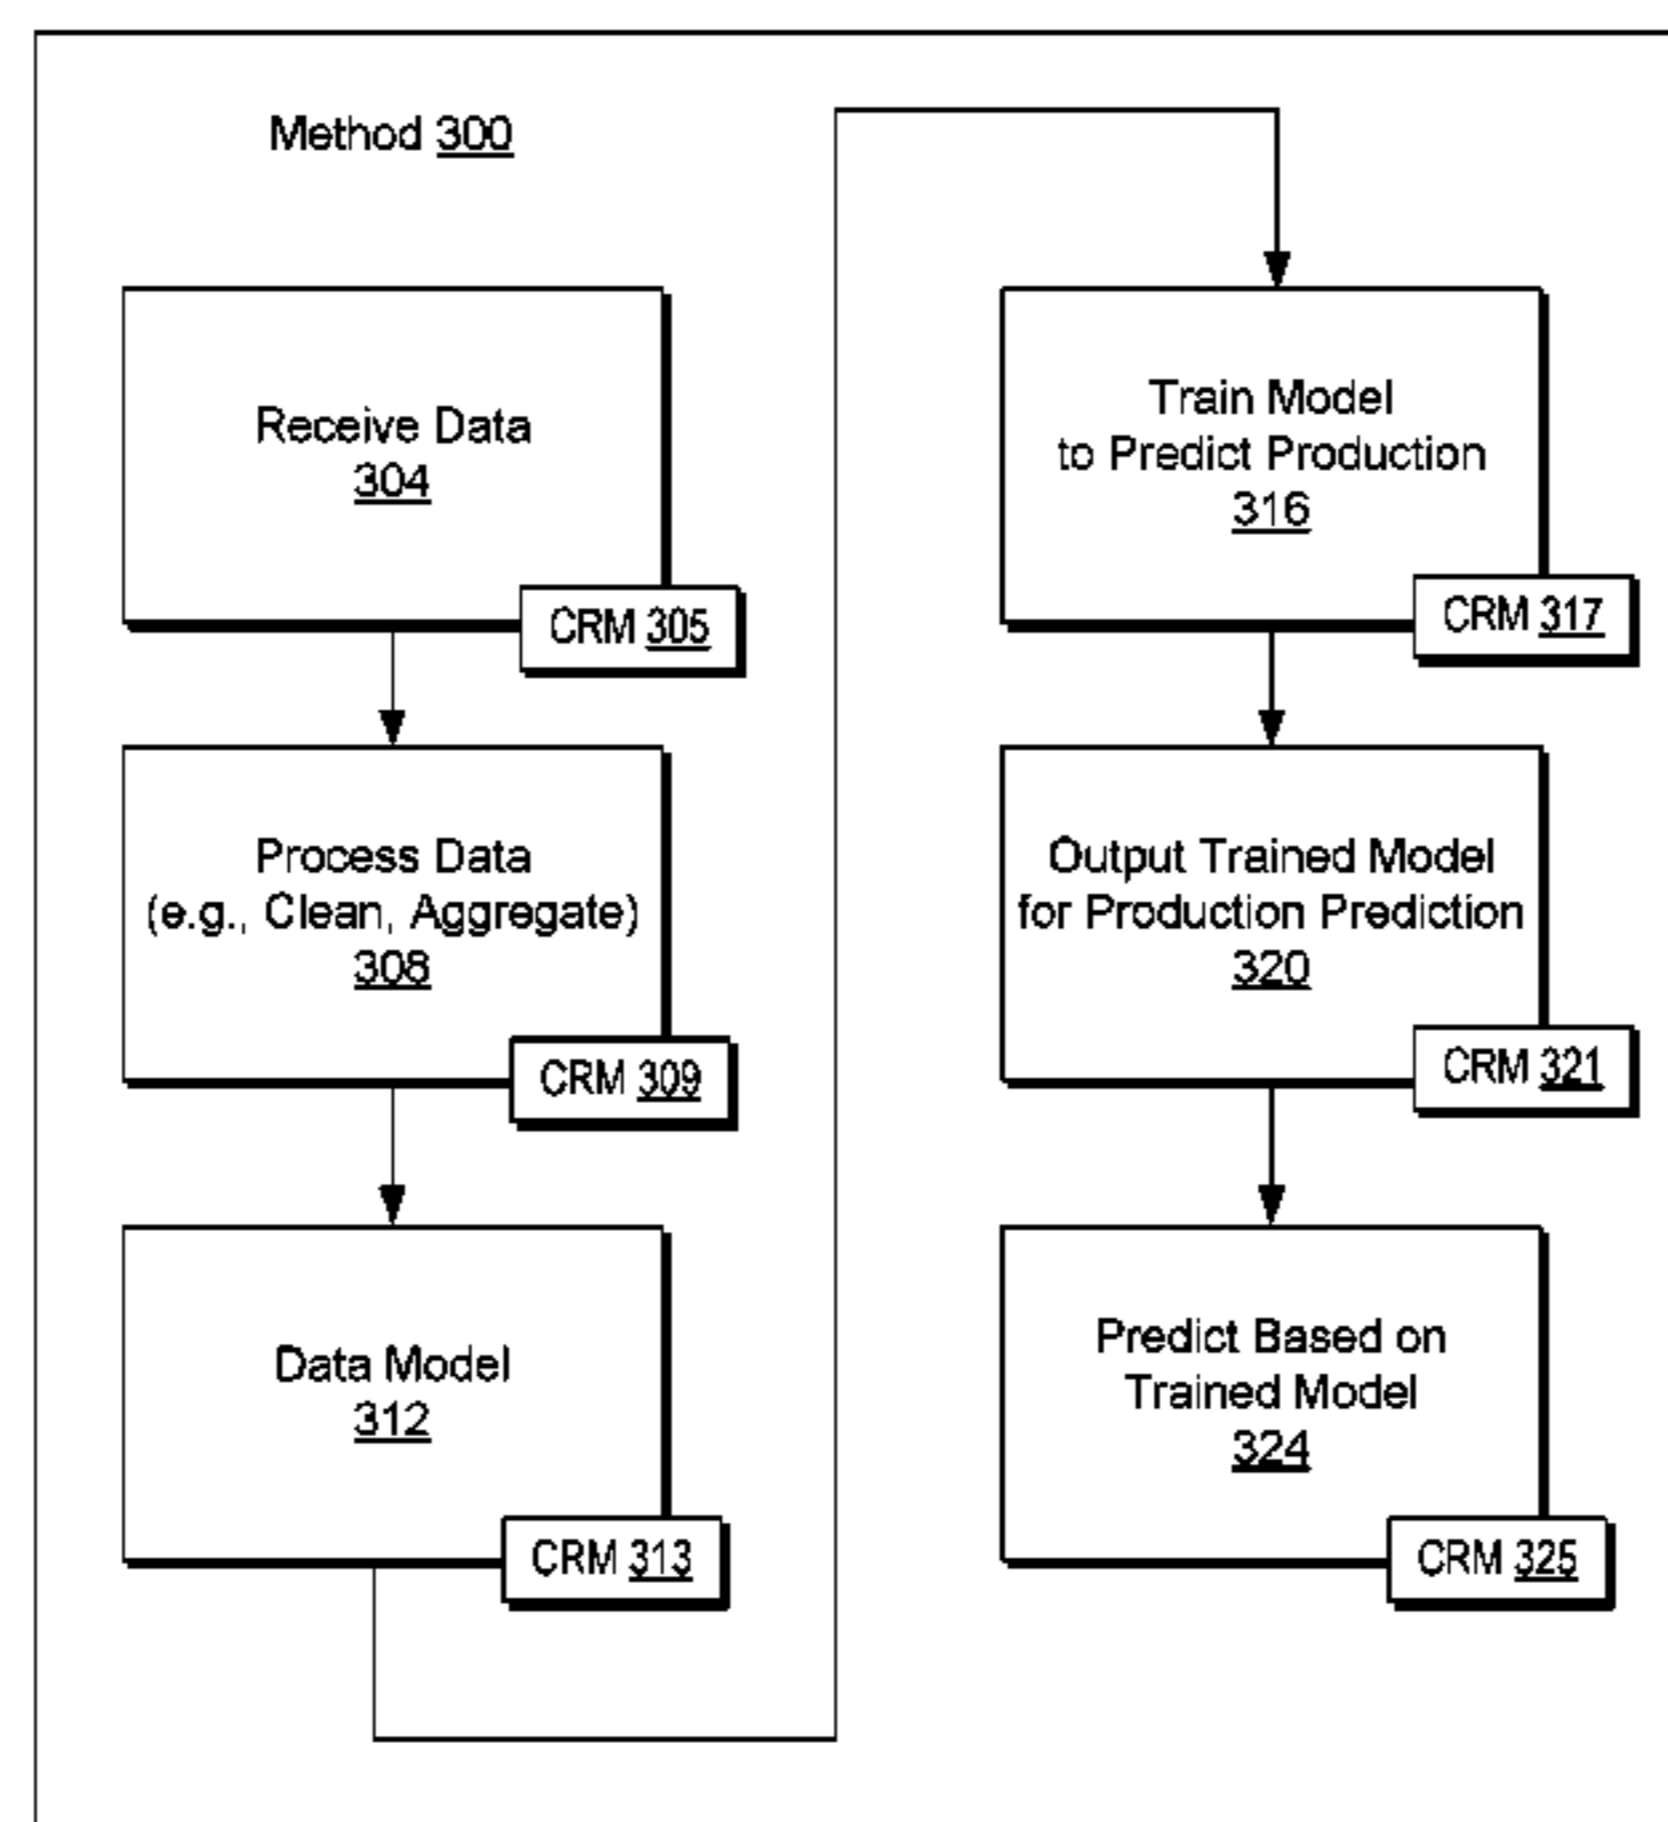 Method 300
Receive Data
304
CRM 305
Process Data
(e.g., Clean, Aggregate)
308
CRM 309
Data Model
312
CRM 313
Train Model
to Predict Production
316
CRM 317
Output Trained Model
for Production Prediction
320
CRM 321
Predict Based on
Trained Model
324
CRM 325